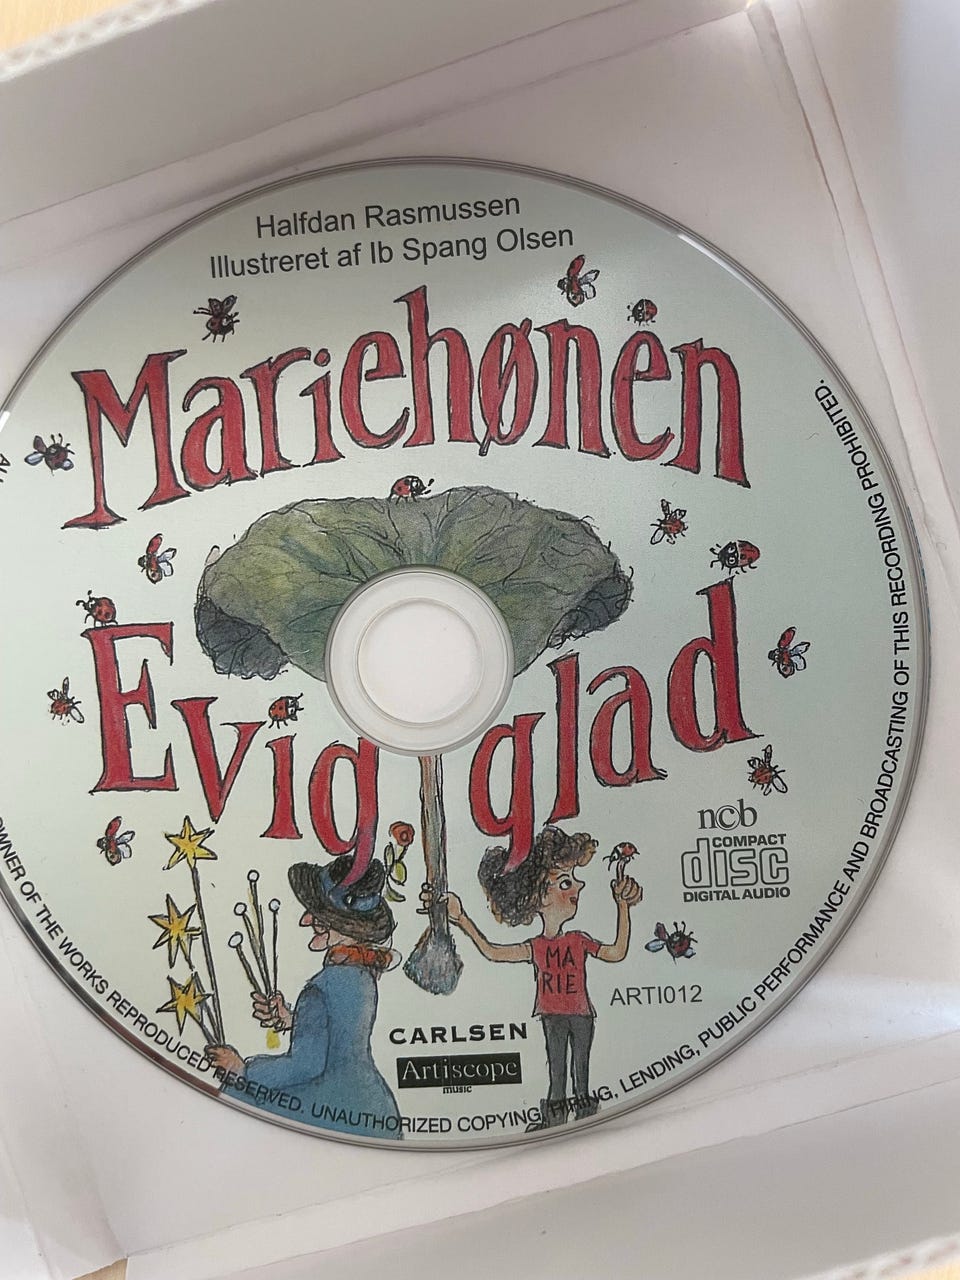 Halfdan Rasmussen
Illustreret af Ib Spang Olsen
Mariehønen
Evig glad
ncb
COMPACT
disc
DIGITAL AUDIO
MA
RIE
ARTI012
CARLSEN
Artiscope
music
OWNER OF THE WORKS REPRODUCED RESERVED. UNAUTHORIZED COPYING, HIRING, LENDING, PUBLIC PERFORMANCE AND BROADCASTING OF THIS RECORDING PROHIBITED.